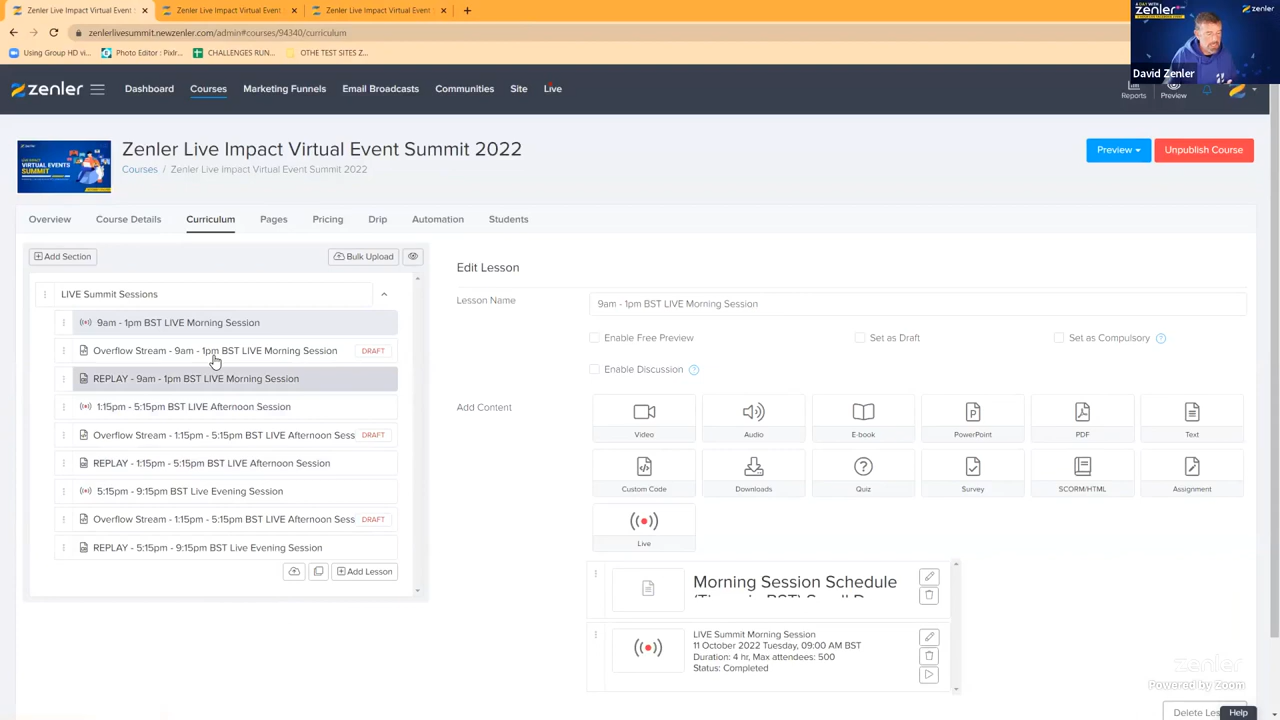 Zenler Live Impact Virtual Event
Zenler Live Impact Virtual Event
Zenler Live Impact Virtual Event
zenlerlivesummit.newzenler.com/admin#courses/94340/curriculum
Using Group HD vi...
Photo Editor : Pixlr...
CHALLENGES RUN...
OTHE TEST SITES Z...
A DAY WITH
zenler
zenler
David Zenler
zenler
Dashboard
Courses
Marketing Funnels
Email Broadcasts
Communities
Site
Live
Reports
Preview
VIRTUAL EVENTS
SUMMIT
Zenler Live Impact Virtual Event Summit 2022
Courses / Zenler Live Impact Virtual Event Summit 2022
Preview
Unpublish Course
Overview
Course Details
Curriculum
Pages
Pricing
Drip
Automation
Students
Add Section
Bulk Upload
LIVE Summit Sessions
9am - 1pm BST LIVE Morning Session
Overflow Stream - 9am - 1pm BST LIVE Morning Session DRAFT
REPLAY - 9am - 1pm BST LIVE Morning Session
1:15pm - 5:15pm BST LIVE Afternoon Session
Overflow Stream - 1:15pm - 5:15pm BST LIVE Afternoon Sess DRAFT
REPLAY - 1:15pm - 5:15pm BST LIVE Afternoon Session
5:15pm - 9:15pm BST Live Evening Session
Overflow Stream - 1:15pm - 5:15pm BST LIVE Afternoon Sess DRAFT
REPLAY - 5:15pm - 9:15pm BST Live Evening Session
Add Lesson
Edit Lesson
Lesson Name
9am - 1pm BST LIVE Morning Session
Enable Free Preview
Set as Draft
Set as Compulsory ?
Enable Discussion ?
Add Content
Video
Audio
E-book
PowerPoint
PDF
Text
Custom Code
Downloads
Quiz
Survey
SCORM/HTML
Assignment
Live
Morning Session Schedule
LIVE Summit Morning Session
11 October 2022 Tuesday, 09:00 AM BST
Duration: 4 hr, Max attendees: 500
Status: Completed
zenler
Powered by Zoom
Delete Les
Help